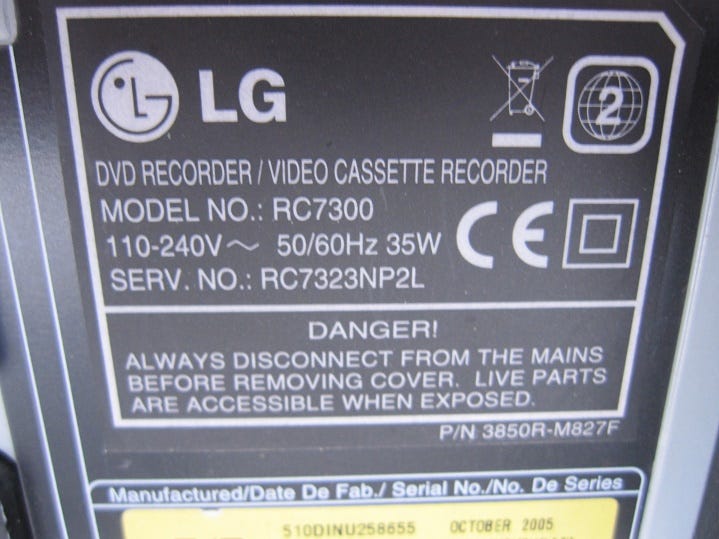 LG
2
DVD RECORDER / VIDEO CASSETTE RECORDER
MODEL NO.: RC7300
110-240V～ 50/60Hz 35W
CE
SERV. NO.: RC7323NP2L
DANGER!
ALWAYS DISCONNECT FROM THE MAINS
BEFORE REMOVING COVER. LIVE PARTS
ARE ACCESSIBLE WHEN EXPOSED.
P/N 3850R-M827F
Manufactured/Date De Fab./ Serial No./No. De Series
510DINU258655 OCTOBER 2005